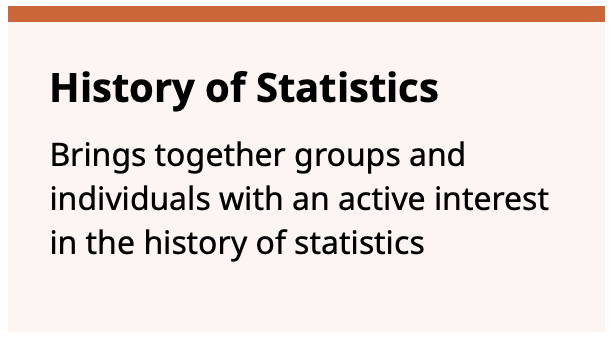 History of Statistics
Brings together groups and
individuals with an active interest
in the history of statistics